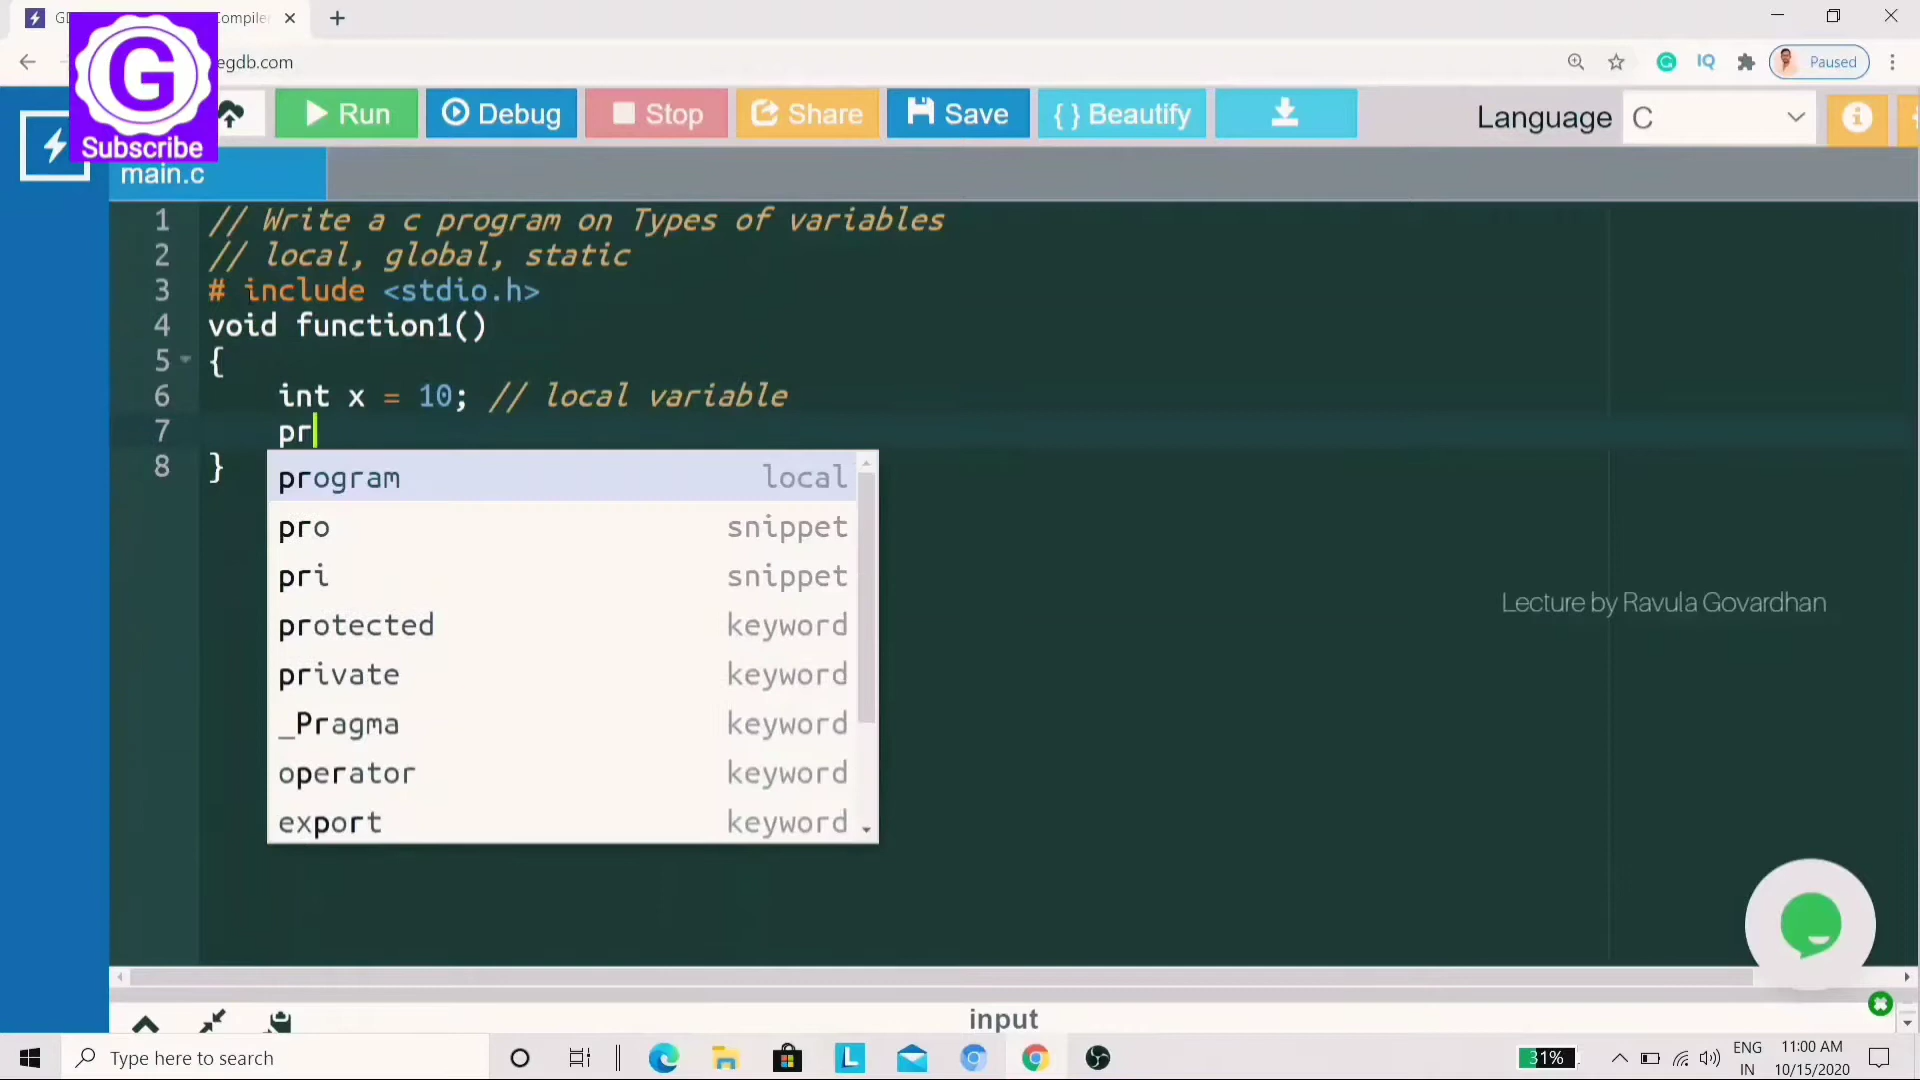 GD
Compiler
egdb.com
IQ
Paused
G
Subscribe
Run
Debug
Stop
Share
Save
{ } Beautify
Language
C
main.c
1 // Write a c program on Types of variables
2 // local, global, static
3 # include <stdio.h>
4 void function1()
5 {
6 int x = 10; // local variable
7 pr
8 }
program local
pro snippet
pri snippet
protected keyword
private keyword
_Pragma keyword
operator keyword
export keyword
Lecture by Ravula Govardhan
input
Type here to search
L
31%
ENG
IN
11:00 AM
10/15/2020